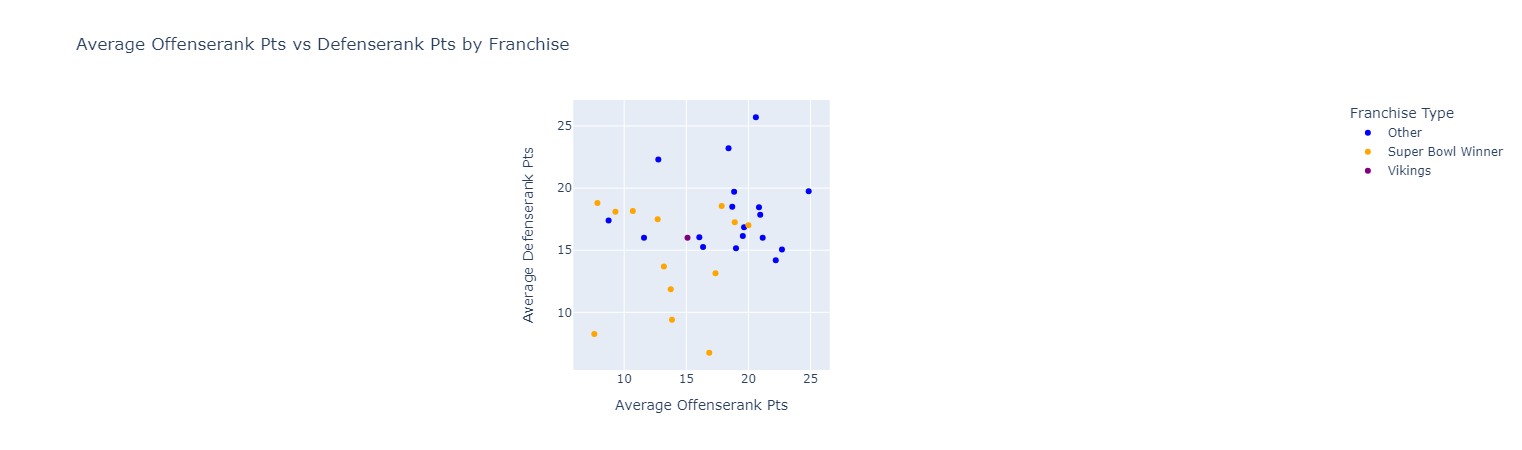 Average Offenserank Pts vs Defenserank Pts by Franchise
Franchise Type
Other
Super Bowl Winner
Vikings
Average Defenserank Pts
25
20
15
10
10 15 20 25
Average Offenserank Pts